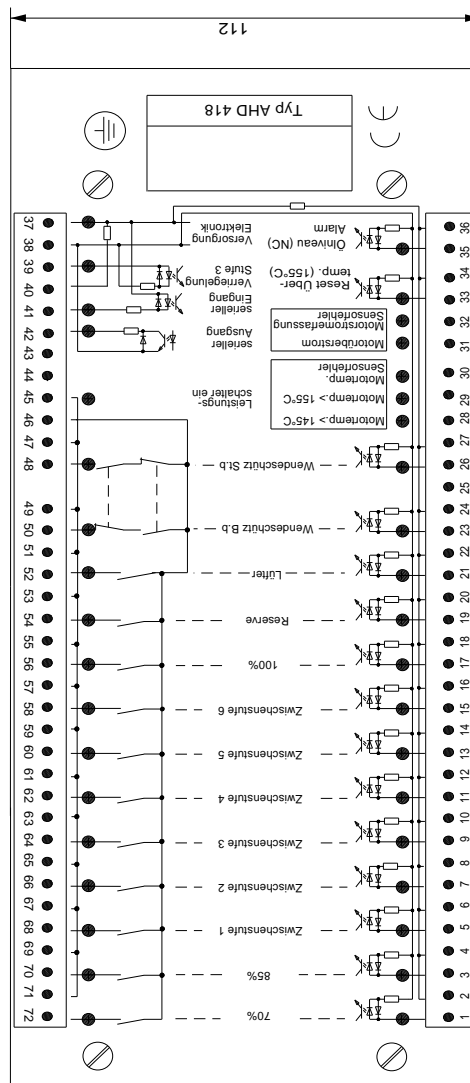 70%
85%
Zwischenstufe 1
Zwischenstufe 2
Zwischenstufe 3
Zwischenstufe 4
Zwischenstufe 5
Zwischenstufe 6
100%
Reserve
Lüfter
Wendeschütz B.b
Wendeschütz St.b
Motortemp.> 145°C
Motortemp.> 155°C
Motortemp.
Sensorfehler
Leistungs-
schalter ein
Motorüberstrom
Motorstromerfassung
Sensorfehler
serieller
Ausgang
serieller
Eingang
Reset Über-
temp. (155°C)
Verriegelung
Stufe 3
Ölniveau (NC)
Alarm
Versorgung
Elektronik
Typ AHD 418
CE
112
1
2
3
4
5
6
7
8
9
10
11
12
13
14
15
16
17
18
19
20
21
22
23
24
25
26
27
28
29
30
31
32
33
34
35
36
37
38
39
40
41
42
43
44
45
46
47
48
49
50
51
52
53
54
55
56
57
58
59
60
61
62
63
64
65
66
67
68
69
70
71
72